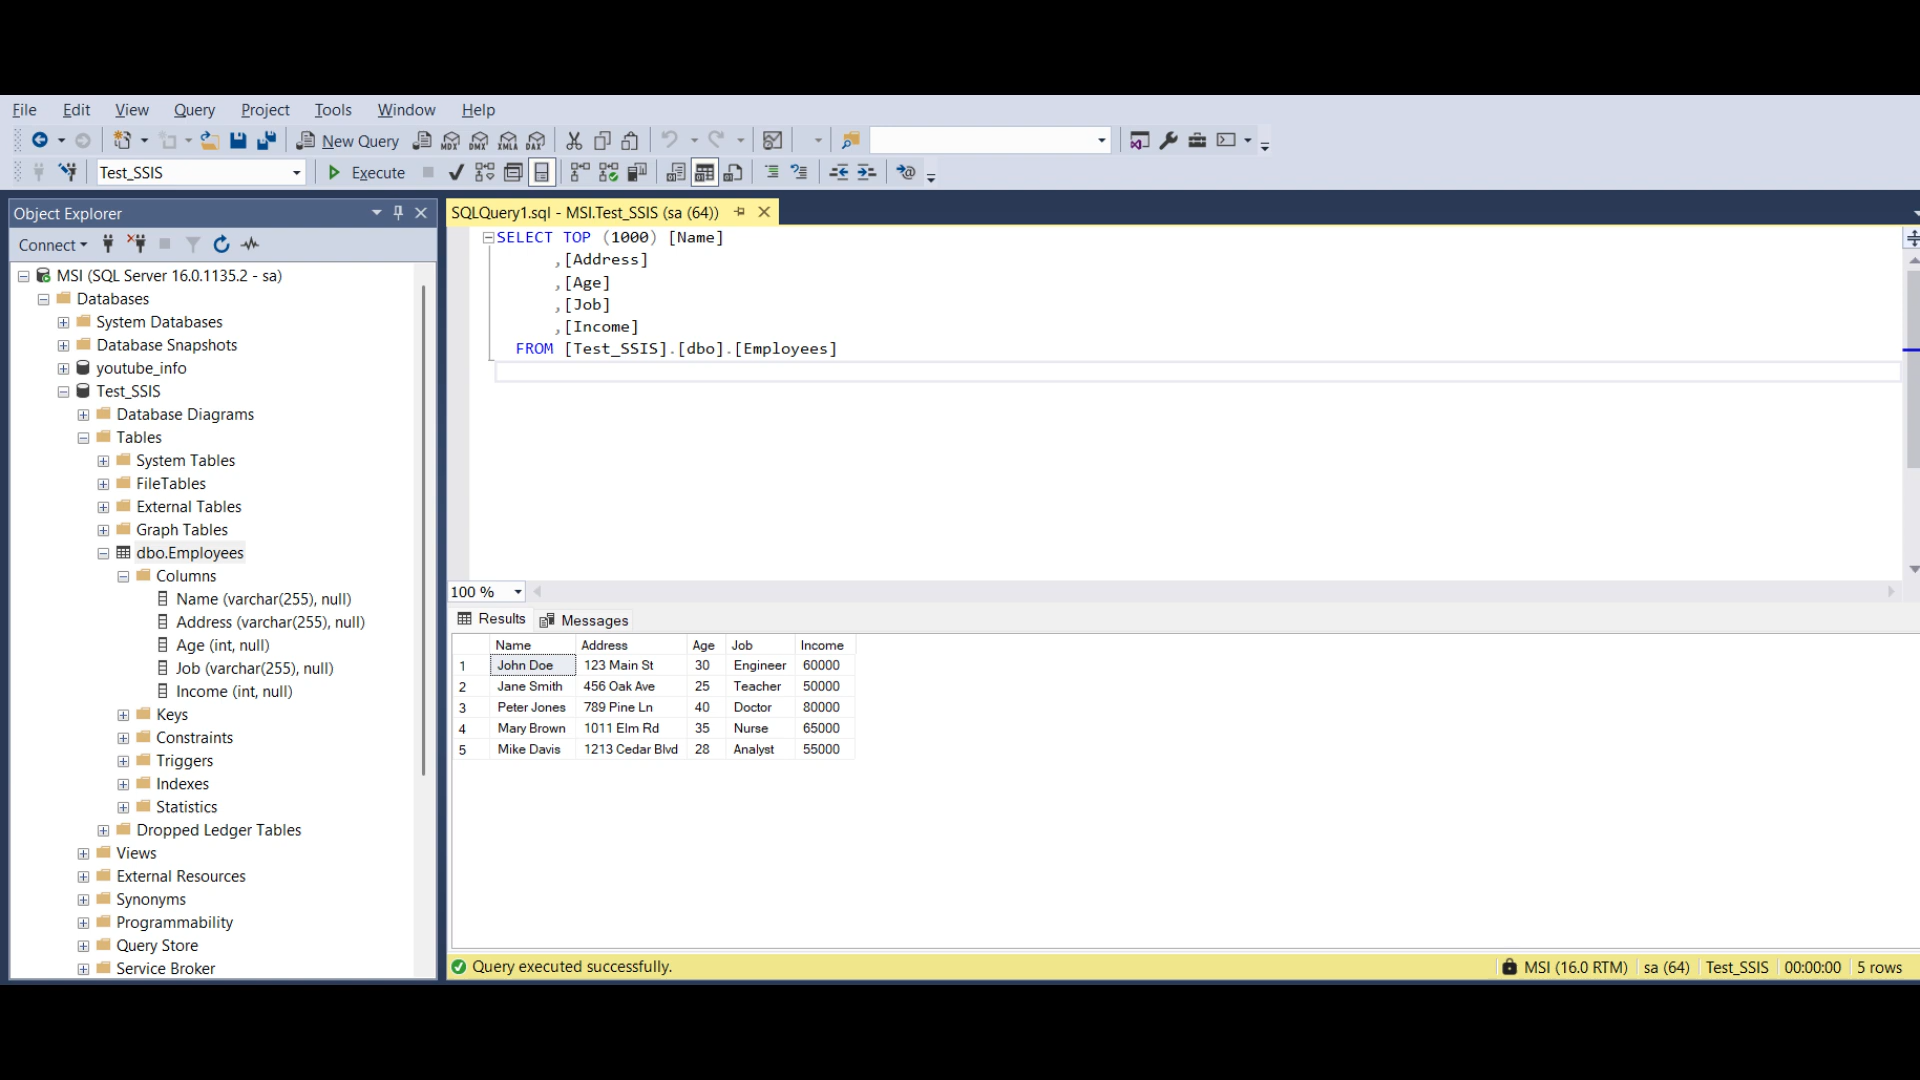 File Edit View Query Project Tools Window Help
New Query MDX DMX XMLA DAX
Test_SSIS Execute
Object Explorer
Connect
MSI (SQL Server 16.0.1135.2 - sa)
Databases
System Databases
Database Snapshots
youtube_info
Test_SSIS
Database Diagrams
Tables
System Tables
FileTables
External Tables
Graph Tables
dbo.Employees
Columns
Name (varchar(255), null)
Address (varchar(255), null)
Age (int, null)
Job (varchar(255), null)
Income (int, null)
Keys
Constraints
Triggers
Indexes
Statistics
Dropped Ledger Tables
Views
External Resources
Synonyms
Programmability
Query Store
Service Broker
SQLQuery1.sql - MSI.Test_SSIS (sa (64))
SELECT TOP (1000) [Name]
,[Address]
,[Age]
,[Job]
,[Income]
FROM [Test_SSIS].[dbo].[Employees]
100 %
Results Messages
Name Address Age Job Income
1 John Doe 123 Main St 30 Engineer 60000
2 Jane Smith 456 Oak Ave 25 Teacher 50000
3 Peter Jones 789 Pine Ln 40 Doctor 80000
4 Mary Brown 1011 Elm Rd 35 Nurse 65000
5 Mike Davis 1213 Cedar Blvd 28 Analyst 55000
Query executed successfully. MSI (16.0 RTM) sa (64) Test_SSIS 00:00:00 5 rows